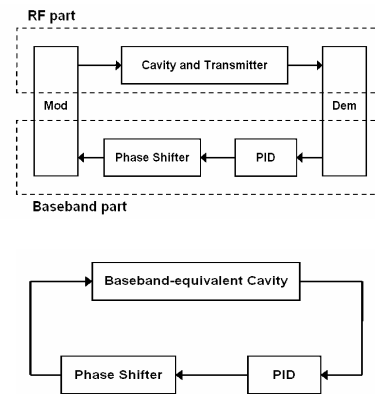 RF part
Cavity and Transmitter
Mod
Dem
Phase Shifter
PID
Baseband part
Baseband-equivalent Cavity
Phase Shifter
PID